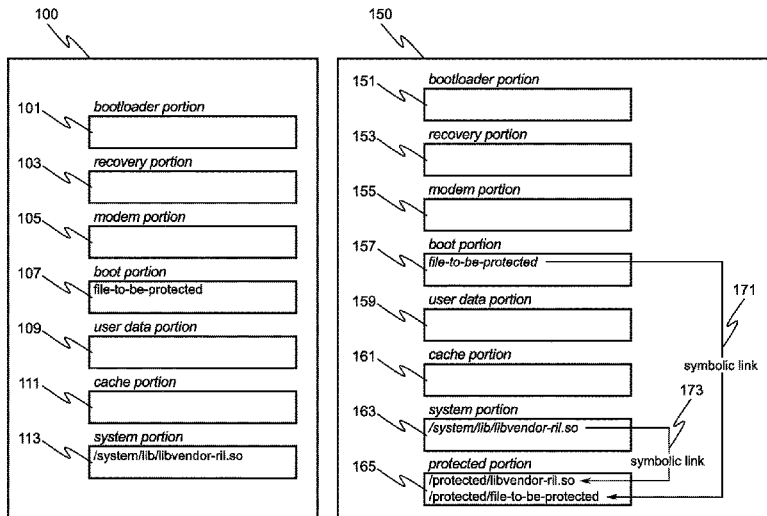 100
101
bootloader portion
103
recovery portion
105
modem portion
107
boot portion
file-to-be-protected
109
user data portion
111
cache portion
113
system portion
/system/lib/libvendor-ril.so
150
151
bootloader portion
153
recovery portion
155
modem portion
157
boot portion
file-to-be-protected
171
159
user data portion
161
cache portion
symbolic link
173
163
system portion
/system/lib/libvendor-ril.so
symbolic link
165
protected portion
/protected/libvendor-ril.so
/protected/file-to-be-protected